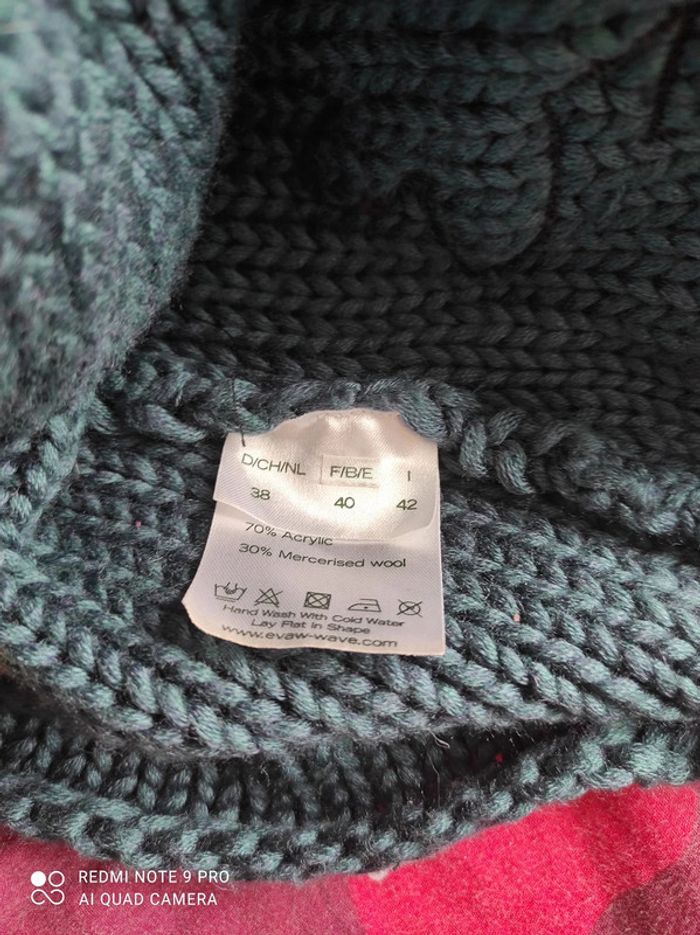 D/CH/NL F/B/E I
38 40 42
70% Acrylic
30% Mercerised wool
Hand Wash With Cold Water
Lay Flat In Shape
www.evaw-wave.com
REDMI NOTE 9 PRO
AI QUAD CAMERA